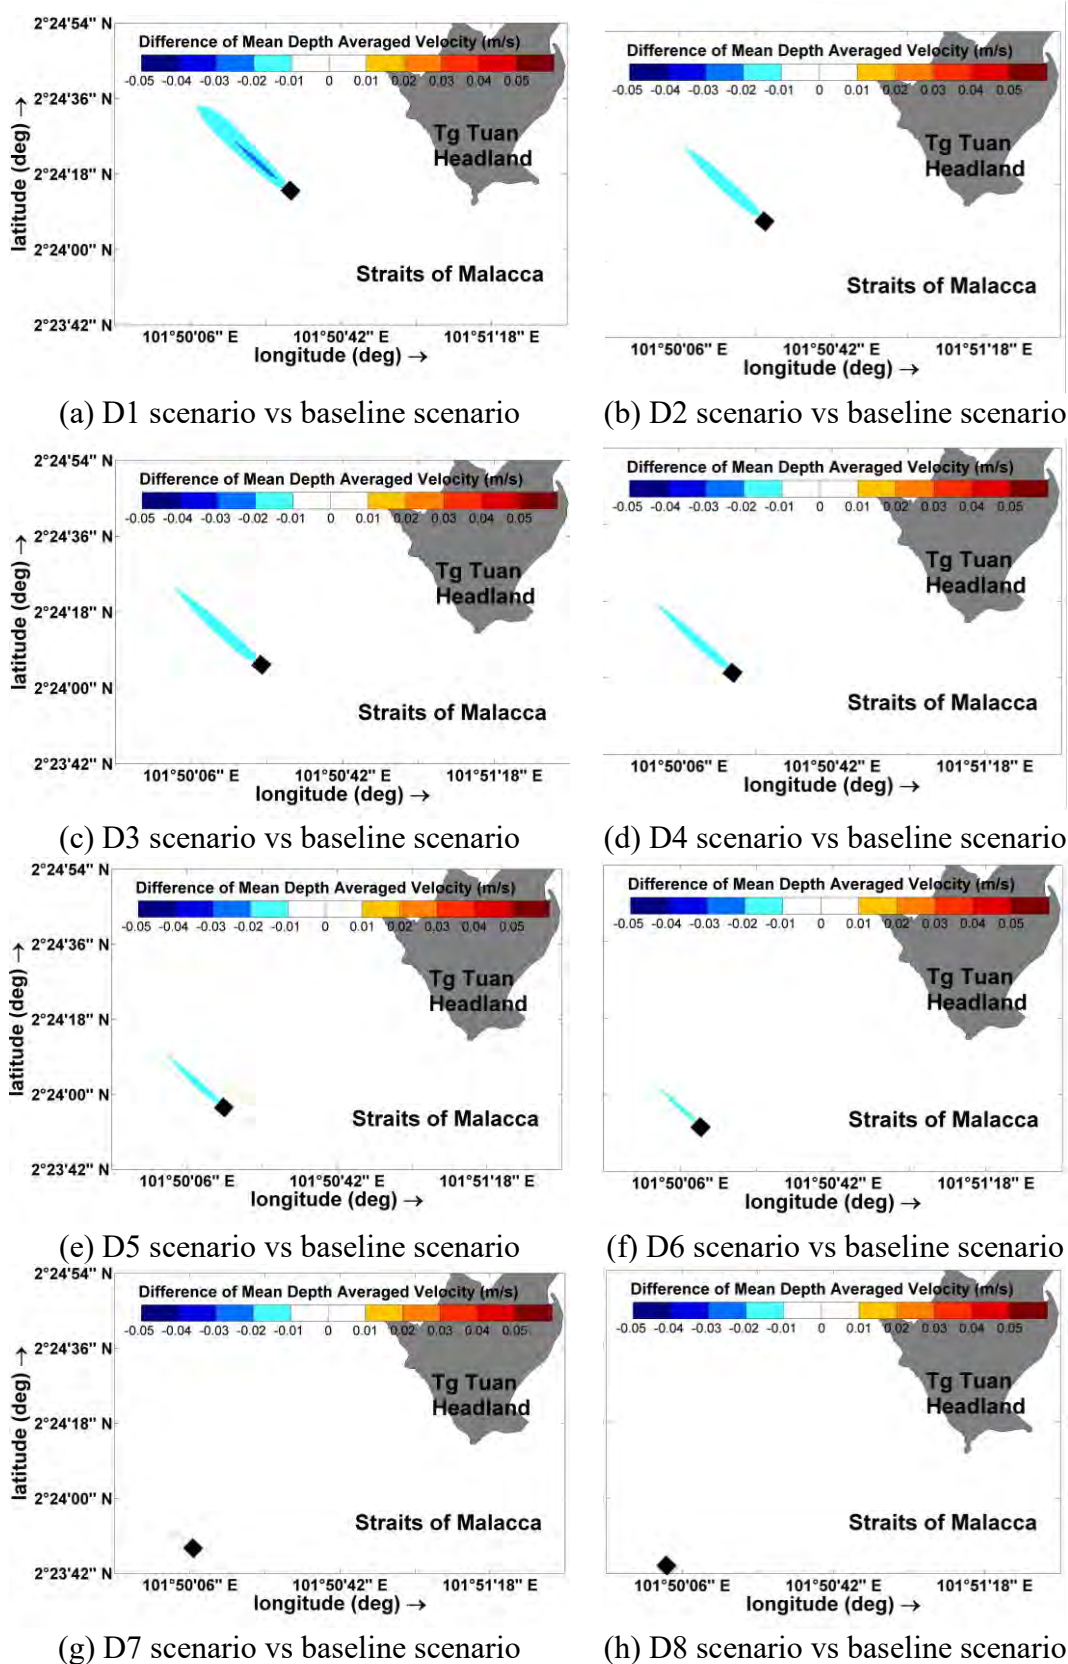 2°24'54" N
Difference of Mean Depth Averaged Velocity (m/s)
-0.05 -0.04 -0.03 -0.02 -0.01 0 0.01 0.02 0.03 0.04 0.05
2°24'36" N
Tg Tuan
Headland
2°24'18" N
2°24'00" N
Straits of Malacca
2°23'42" N
latitude (deg) →
101°50'06" E 101°50'42" E 101°51'18" E
longitude (deg) →
(a) D1 scenario vs baseline scenario
Difference of Mean Depth Averaged Velocity (m/s)
-0.05 -0.04 -0.03 -0.02 -0.01 0 0.01 0.02 0.03 0.04 0.05
Tg Tuan
Headland
Straits of Malacca
101°50'06" E 101°50'42" E 101°51'18" E
longitude (deg) →
(b) D2 scenario vs baseline scenario
2°24'54" N
Difference of Mean Depth Averaged Velocity (m/s)
-0.05 -0.04 -0.03 -0.02 -0.01 0 0.01 0.02 0.03 0.04 0.05
2°24'36" N
Tg Tuan
Headland
2°24'18" N
2°24'00" N
Straits of Malacca
2°23'42" N
latitude (deg) →
101°50'06" E 101°50'42" E 101°51'18" E
longitude (deg) →
(c) D3 scenario vs baseline scenario
Difference of Mean Depth Averaged Velocity (m/s)
-0.05 -0.04 -0.03 -0.02 -0.01 0 0.01 0.02 0.03 0.04 0.05
Tg Tuan
Headland
Straits of Malacca
101°50'06" E 101°50'42" E 101°51'18" E
longitude (deg) →
(d) D4 scenario vs baseline scenario
2°24'54" N
Difference of Mean Depth Averaged Velocity (m/s)
-0.05 -0.04 -0.03 -0.02 -0.01 0 0.01 0.02 0.03 0.04 0.05
2°24'36" N
Tg Tuan
Headland
2°24'18" N
2°24'00" N
Straits of Malacca
2°23'42" N
latitude (deg) →
101°50'06" E 101°50'42" E 101°51'18" E
longitude (deg) →
(e) D5 scenario vs baseline scenario
Difference of Mean Depth Averaged Velocity (m/s)
-0.05 -0.04 -0.03 -0.02 -0.01 0 0.01 0.02 0.03 0.04 0.05
Tg Tuan
Headland
Straits of Malacca
101°50'06" E 101°50'42" E 101°51'18" E
longitude (deg) →
(f) D6 scenario vs baseline scenario
2°24'54" N
Difference of Mean Depth Averaged Velocity (m/s)
-0.05 -0.04 -0.03 -0.02 -0.01 0 0.01 0.02 0.03 0.04 0.05
2°24'36" N
Tg Tuan
Headland
2°24'18" N
2°24'00" N
Straits of Malacca
2°23'42" N
latitude (deg) →
101°50'06" E 101°50'42" E 101°51'18" E
longitude (deg) →
(g) D7 scenario vs baseline scenario
Difference of Mean Depth Averaged Velocity (m/s)
-0.05 -0.04 -0.03 -0.02 -0.01 0 0.01 0.02 0.03 0.04 0.05
Tg Tuan
Headland
Straits of Malacca
101°50'06" E 101°50'42" E 101°51'18" E
longitude (deg) →
(h) D8 scenario vs baseline scenario